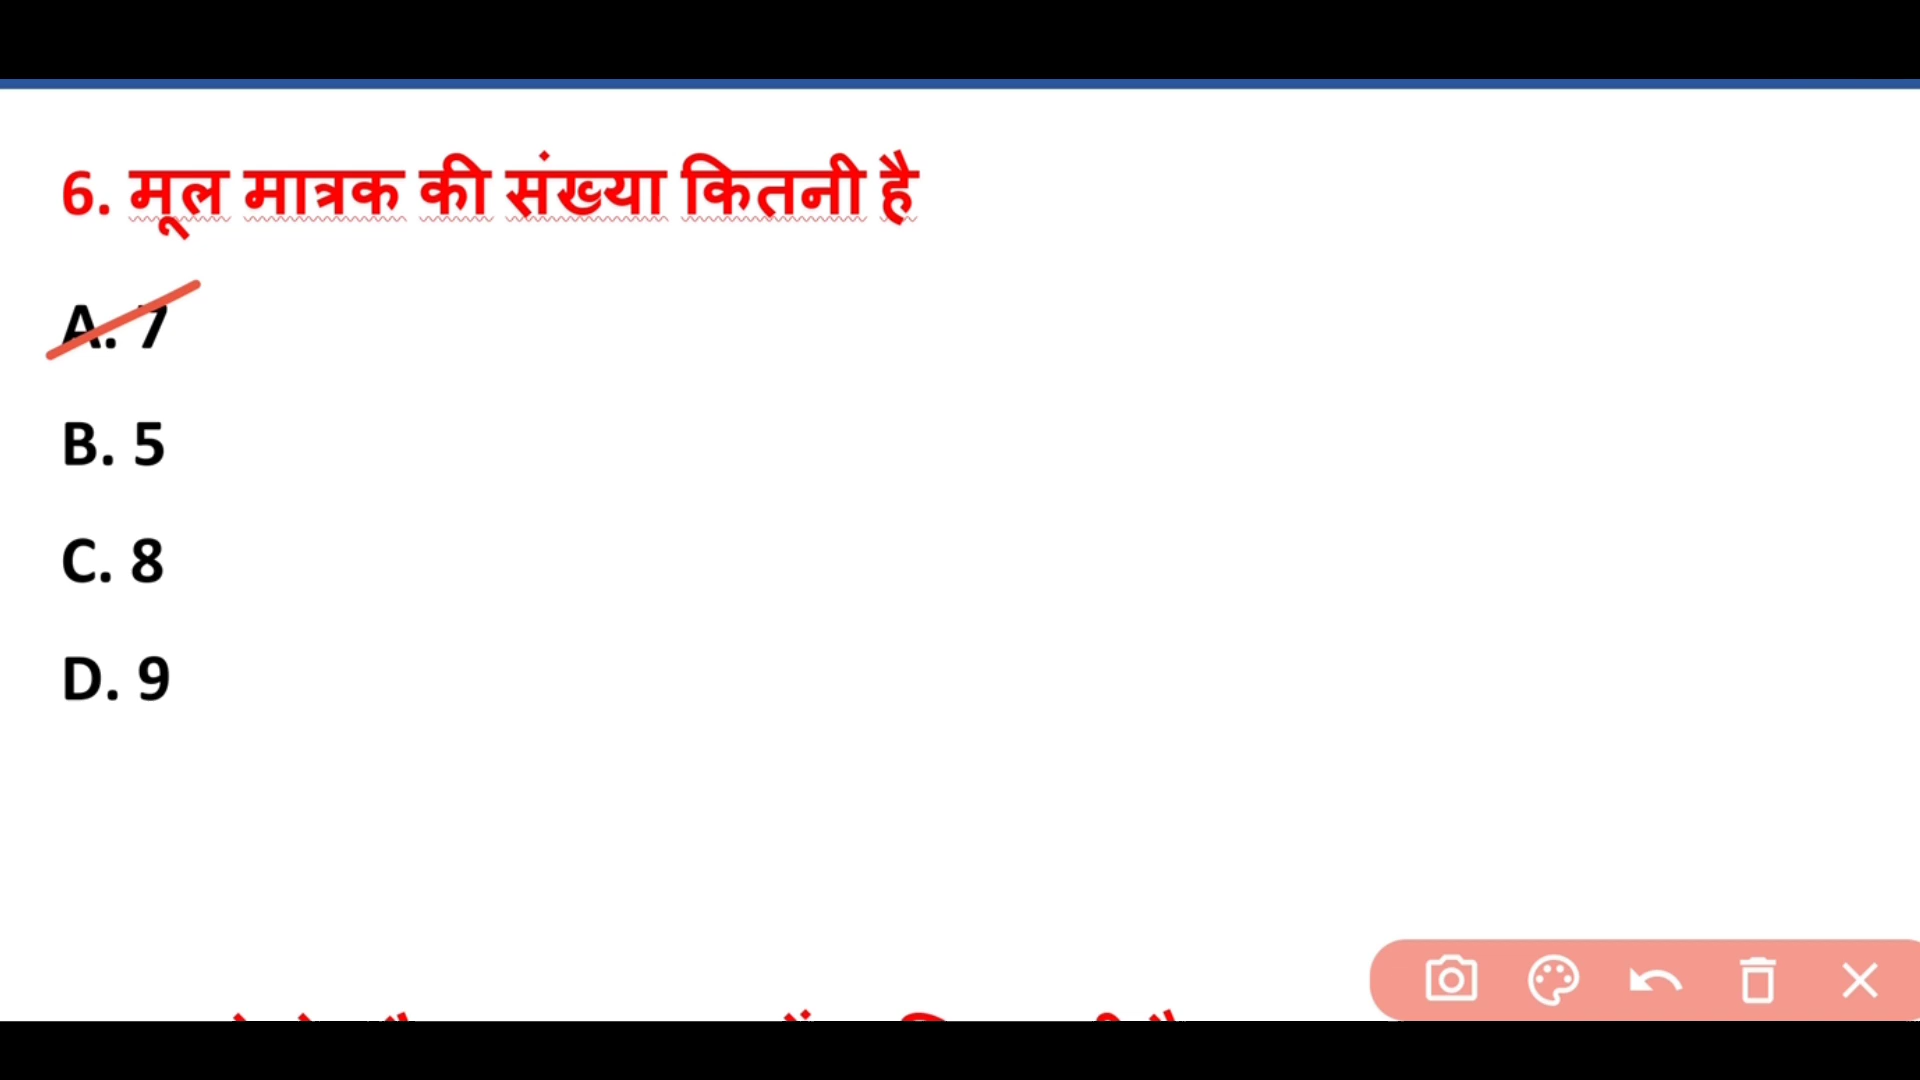 6. मूल मात्रक की संख्या कितनी है
A. 7
B. 5
C. 8
D. 9